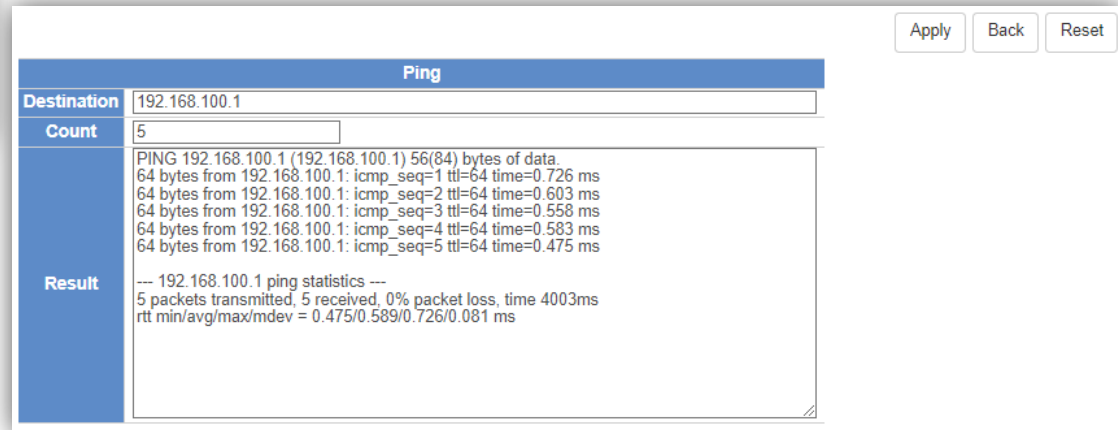 Apply Back Reset
Ping
Destination 192.168.100.1
Count 5
PING 192.168.100.1 (192.168.100.1) 56(84) bytes of data.
64 bytes from 192.168.100.1: icmp_seq=1 ttl=64 time=0.726 ms
64 bytes from 192.168.100.1: icmp_seq=2 ttl=64 time=0.603 ms
64 bytes from 192.168.100.1: icmp_seq=3 ttl=64 time=0.558 ms
64 bytes from 192.168.100.1: icmp_seq=4 ttl=64 time=0.583 ms
64 bytes from 192.168.100.1: icmp_seq=5 ttl=64 time=0.475 ms
Result
--- 192.168.100.1 ping statistics ---
5 packets transmitted, 5 received, 0% packet loss, time 4003ms
rtt min/avg/max/mdev = 0.475/0.589/0.726/0.081 ms